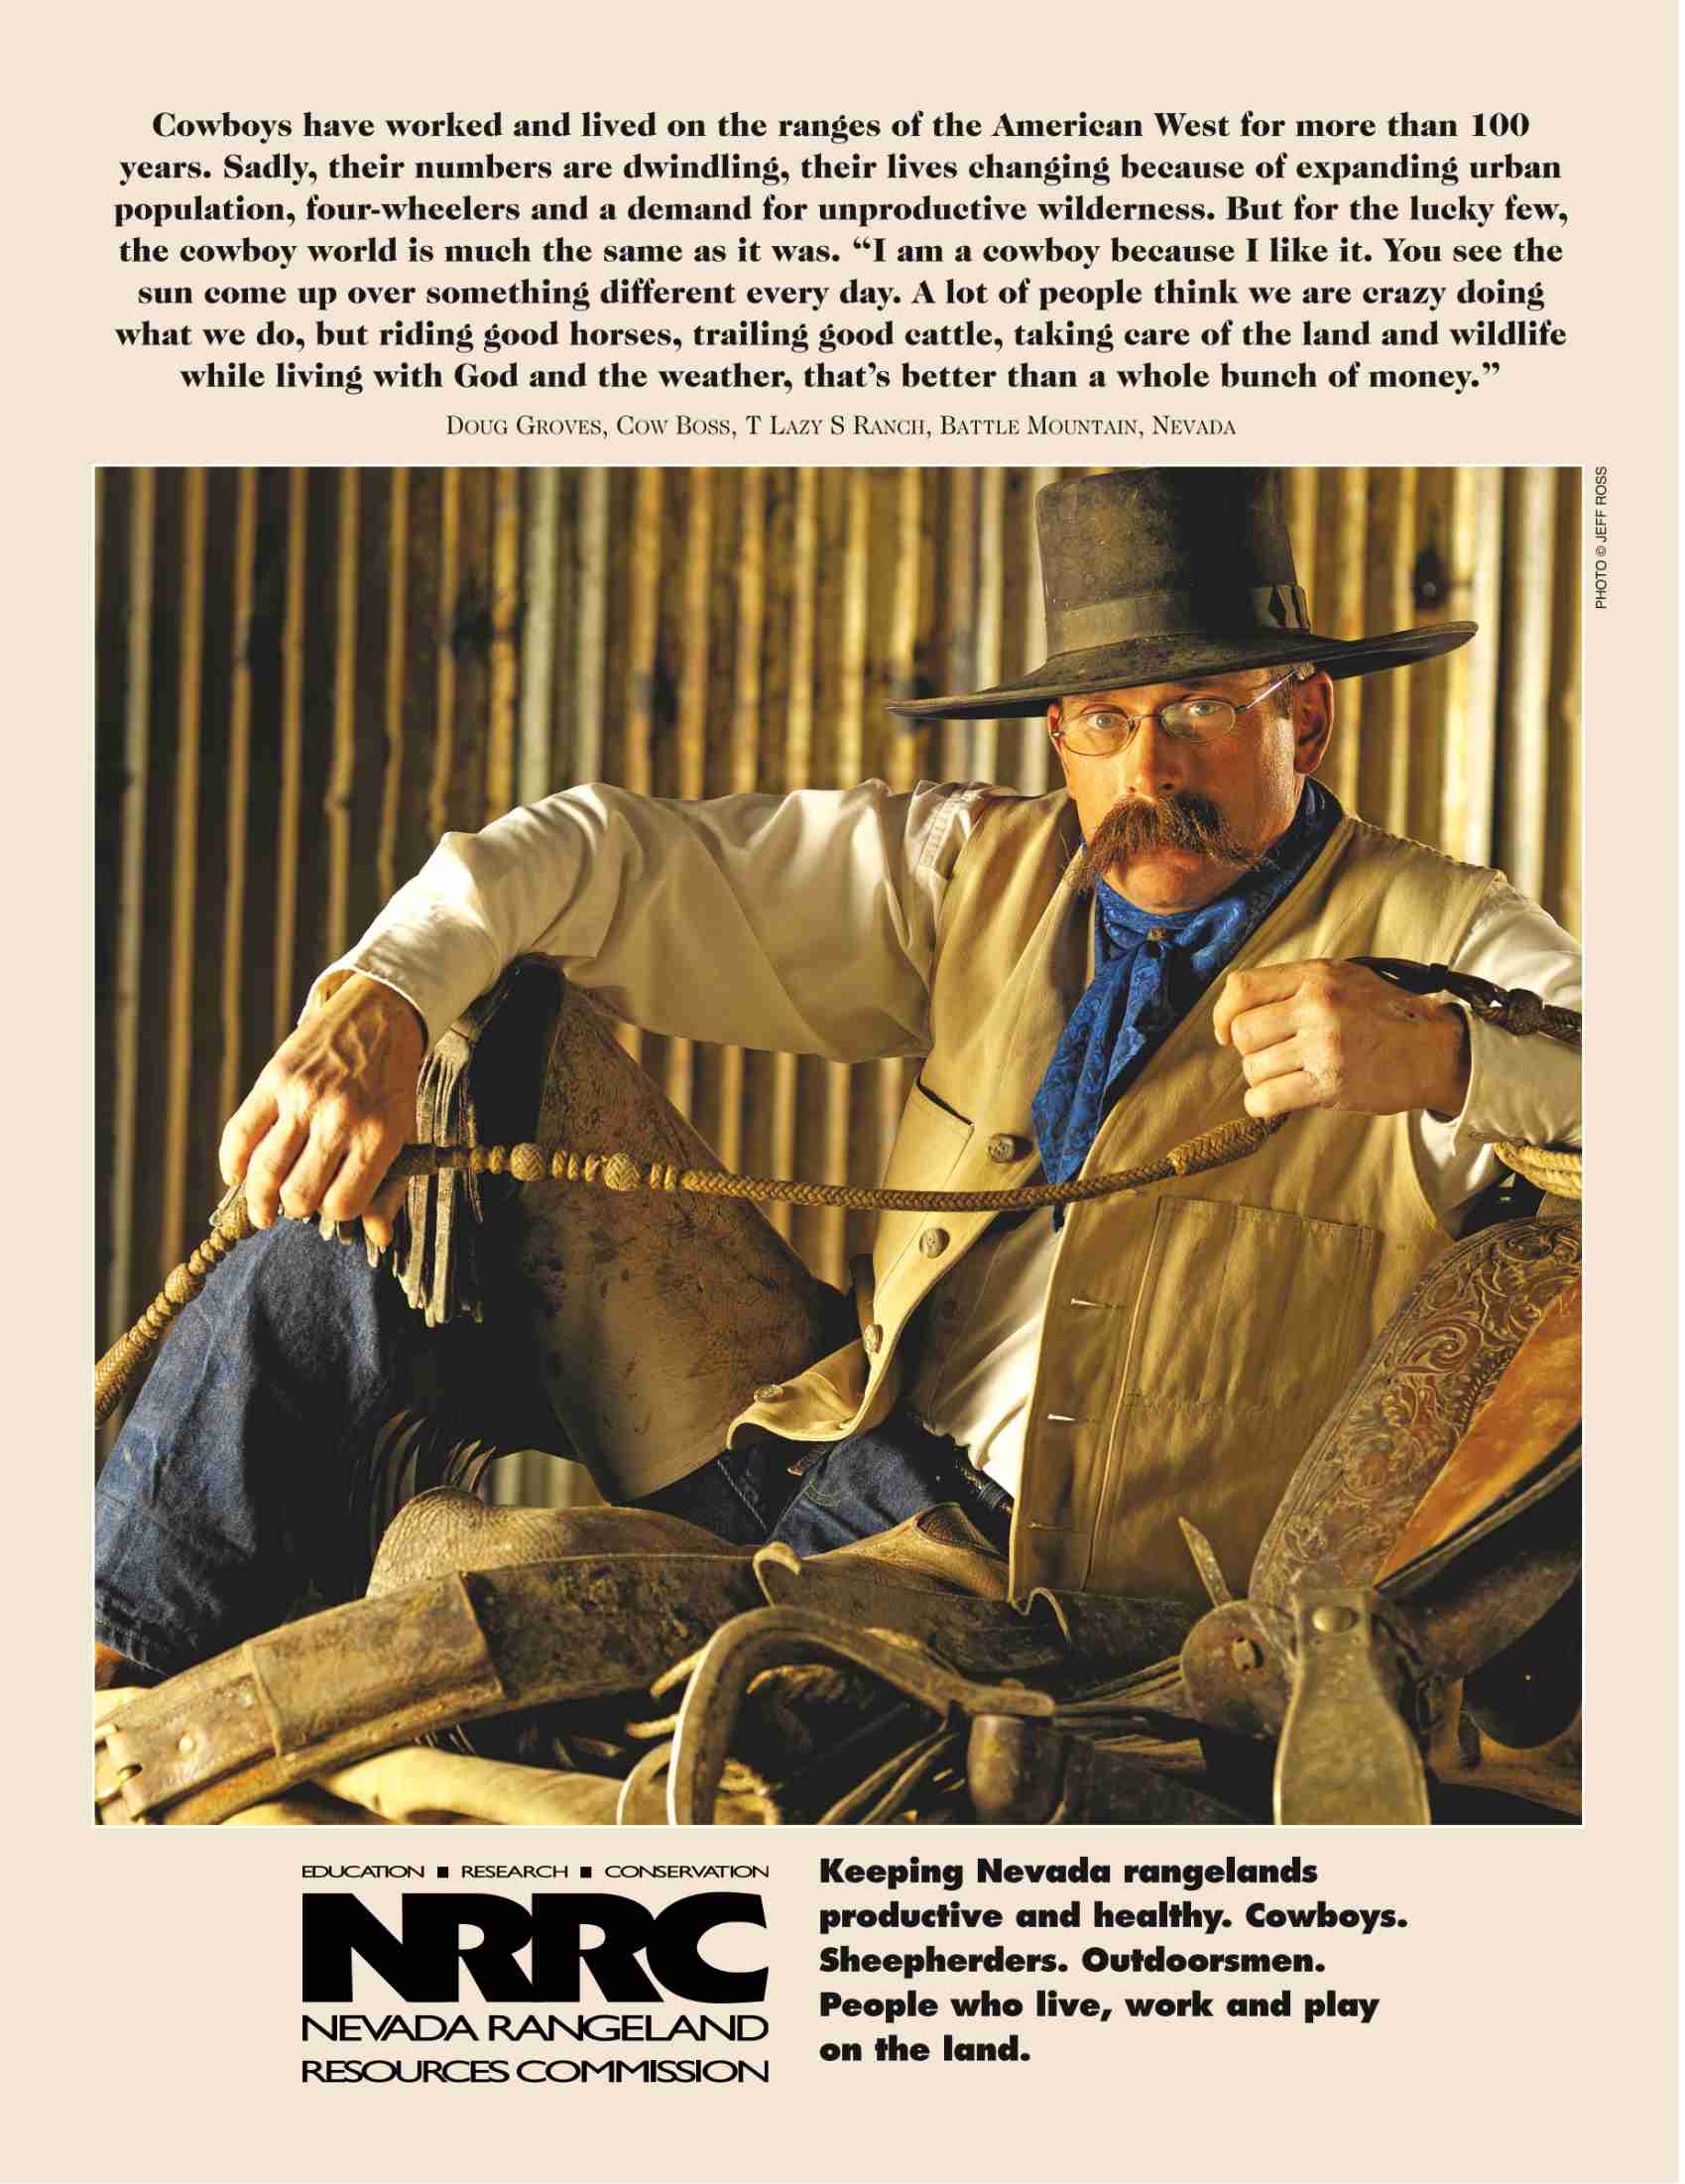 Cowboys have worked and lived on the ranges of the American West for more than 100
years. Sadly, their numbers are dwindling, their lives changing because of expanding urban
population, four-wheelers and a demand for unproductive wilderness. But for the lucky few,
the cowboy world is much the same as it was. “I am a cowboy because I like it. You see the
sun come up over something different every day. A lot of people think we are crazy doing
what we do, but riding good horses, trailing good cattle, taking care of the land and wildlife
while living with God and the weather, that’s better than a whole bunch of money.”
Doug Groves, Cow Boss, T Lazy S Ranch, Battle Mountain, Nevada
PHOTO © JEFF ROSS
EDUCATION ■ RESEARCH ■ CONSERVATION
NRRC
NEVADA RANGELAND
RESOURCES COMMISSION
Keeping Nevada rangelands
productive and healthy. Cowboys.
Sheepherders. Outdoorsmen.
People who live, work and play
on the land.